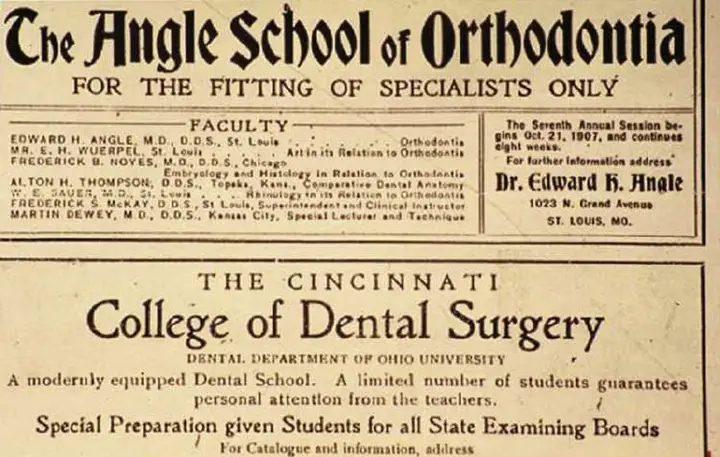 The Angle School of Orthodontia
FOR THE FITTING OF SPECIALISTS ONLY
FACULTY
EDWARD H. ANGLE, M.D., D.D.S., St. Louis . . . . Orthodontia
MR. E. H. WUERPEL, St. Louis . . . Art in its Relation to Orthodontia
FREDERICK B. NOYES, M.D., D.D.S., Chicago
Embryology and Histology in Relation to Orthodontia
ALTON H. THOMPSON, D.D.S., Topeka, Kans., Comparative Dental Anatomy
W. E. SAUER, M.D., St. Louis . . . Rhinology in its Relation to Orthodontia
FREDERICK S. McKAY, D.D.S., St Louis, Superintendent and Clinical Instructor
MARTIN DEWEY, M.D., D.D.S., Kansas City, Special Lecturer and Technique
The Seventh Annual Session be-
gins Oct. 21, 1907, and continues
eight weeks.
For further information address
Dr. Edward H. Angle
1023 N. Grand Avenue
ST. LOUIS, MO.
THE CINCINNATI
College of Dental Surgery
DENTAL DEPARTMENT OF OHIO UNIVERSITY
A modernly equipped Dental School. A limited number of students guarantees
personal attention from the teachers.
Special Preparation given Students for all State Examining Boards
For Catalogue and information, address